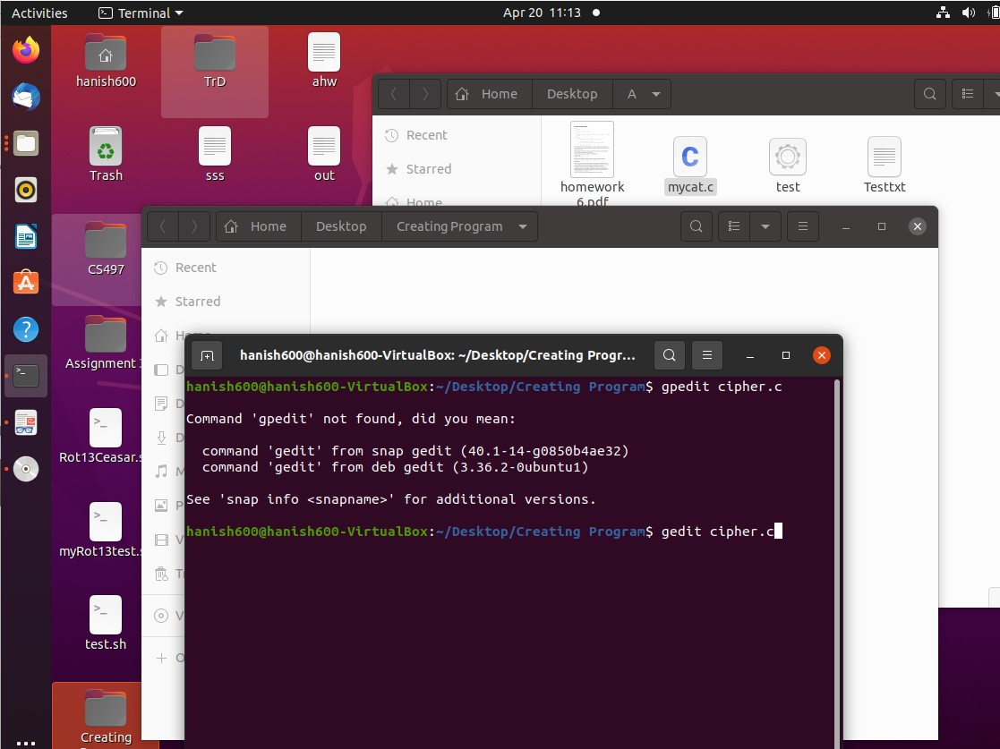 Activities
Terminal
Apr 20 11:13
hanish600
TrD
ahw
Trash
sss
out
CS497
Assignment
Rot13Ceasar.s
myRot13test.s
test.sh
Creating
Home
Desktop
A
Recent
Starred
Home
homework
6.pdf
mycat.c
test
Testtxt
Home
Desktop
Creating Program
Recent
Starred
H
D
D
D
M
P
V
T
V
O
hanish600@hanish600-VirtualBox: ~/Desktop/Creating Progr...
hanish600@hanish600-VirtualBox:~/Desktop/Creating Program$ gpedit cipher.c
Command 'gpedit' not found, did you mean:
command 'gedit' from snap gedit (40.1-14-g0850b4ae32)
command 'gedit' from deb gedit (3.36.2-0ubuntu1)
See 'snap info <snapname>' for additional versions.
hanish600@hanish600-VirtualBox:~/Desktop/Creating Program$ gedit cipher.c